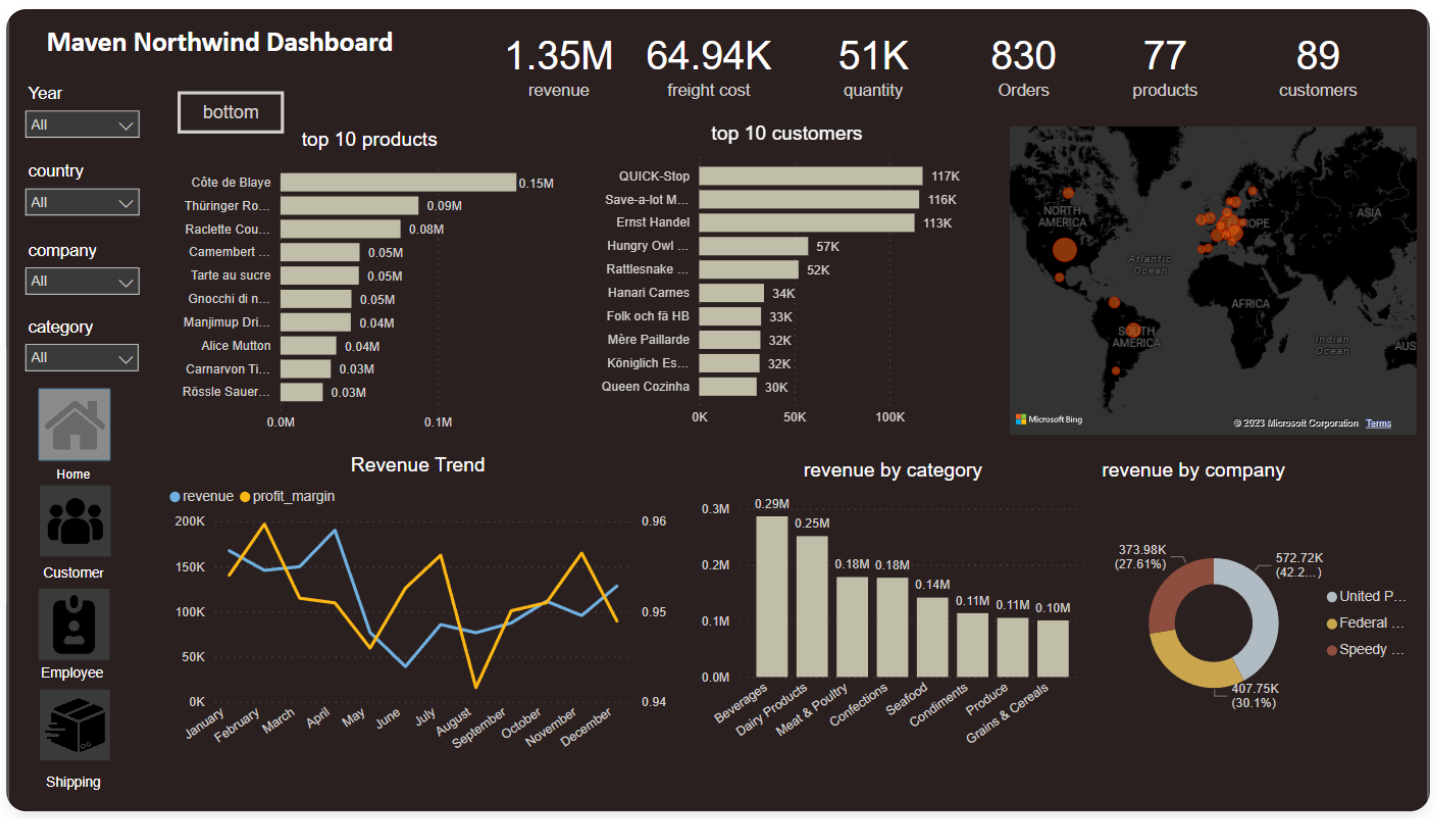 Maven Northwind Dashboard
1.35M
revenue
64.94K
freight cost
51K
quantity
830
Orders
77
products
89
customers
Year
All
country
All
company
All
category
All
Home
Customer
Employee
Shipping
bottom
top 10 products
Côte de Blaye 0.15M
Thüringer Ro... 0.09M
Raclette Cou... 0.08M
Camembert ... 0.05M
Tarte au sucre 0.05M
Gnocchi di n... 0.05M
Manjimup Dri... 0.04M
Alice Mutton 0.04M
Carnarvon Ti... 0.03M
Rössle Sauer... 0.03M
0.0M 0.1M
top 10 customers
QUICK-Stop 117K
Save-a-lot M... 116K
Ernst Handel 113K
Hungry Owl ... 57K
Rattlesnake ... 52K
Hanari Carnes 34K
Folk och fä HB 33K
Mère Paillarde 32K
Königlich Es... 32K
Queen Cozinha 30K
0K 50K 100K
NORTH
AMERICA
EUROPE
ASIA
Atlantic
Ocean
AFRICA
SOUTH
AMERICA
Indian
Ocean
AUS
Microsoft Bing
© 2023 Microsoft Corporation Terms
Revenue Trend
revenue profit_margin
200K 0.96
150K
100K 0.95
50K
0K 0.94
January February March April May June July August September October November December
revenue by category
0.3M
0.2M
0.1M
0.0M
0.29M 0.25M 0.18M 0.18M 0.14M 0.11M 0.11M 0.10M
Beverages Dairy Products Meat & Poultry Confections Seafood Condiments Produce Grains & Cereals
revenue by company
373.98K
(27.61%)
572.72K
(42.2...)
407.75K
(30.1%)
United P...
Federal ...
Speedy ...